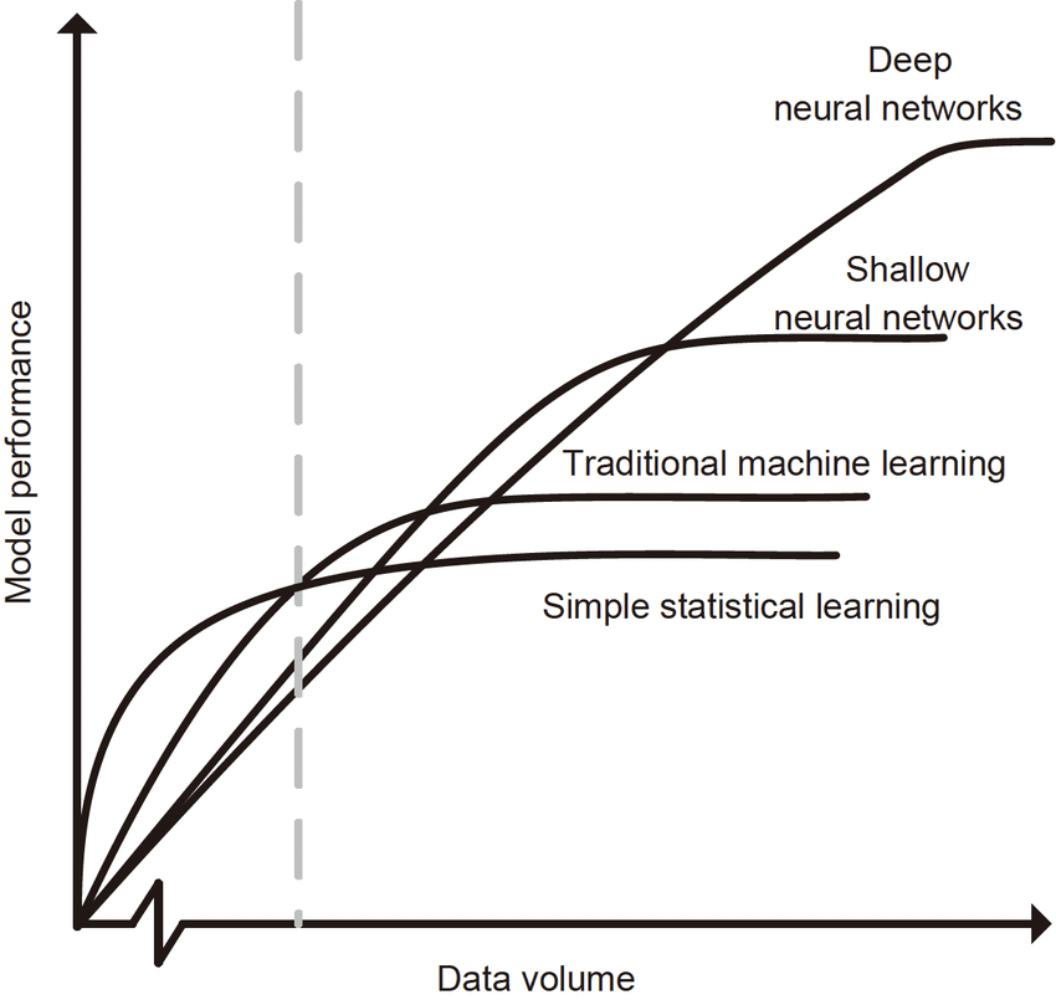 Deep
neural networks
Shallow
neural networks
Traditional machine learning
Simple statistical learning
Model performance
Data volume